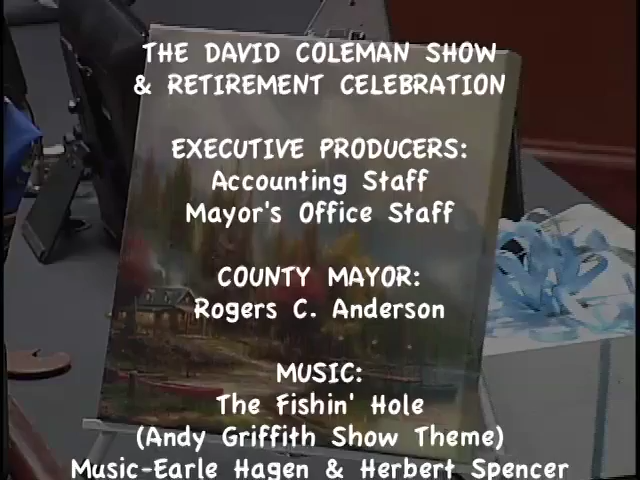 THE DAVID COLEMAN SHOW
& RETIREMENT CELEBRATION
EXECUTIVE PRODUCERS:
Accounting Staff
Mayor's Office Staff
COUNTY MAYOR:
Rogers C. Anderson
MUSIC:
The Fishin' Hole
(Andy Griffith Show Theme)
Music-Earle Hagen & Herbert Spencer